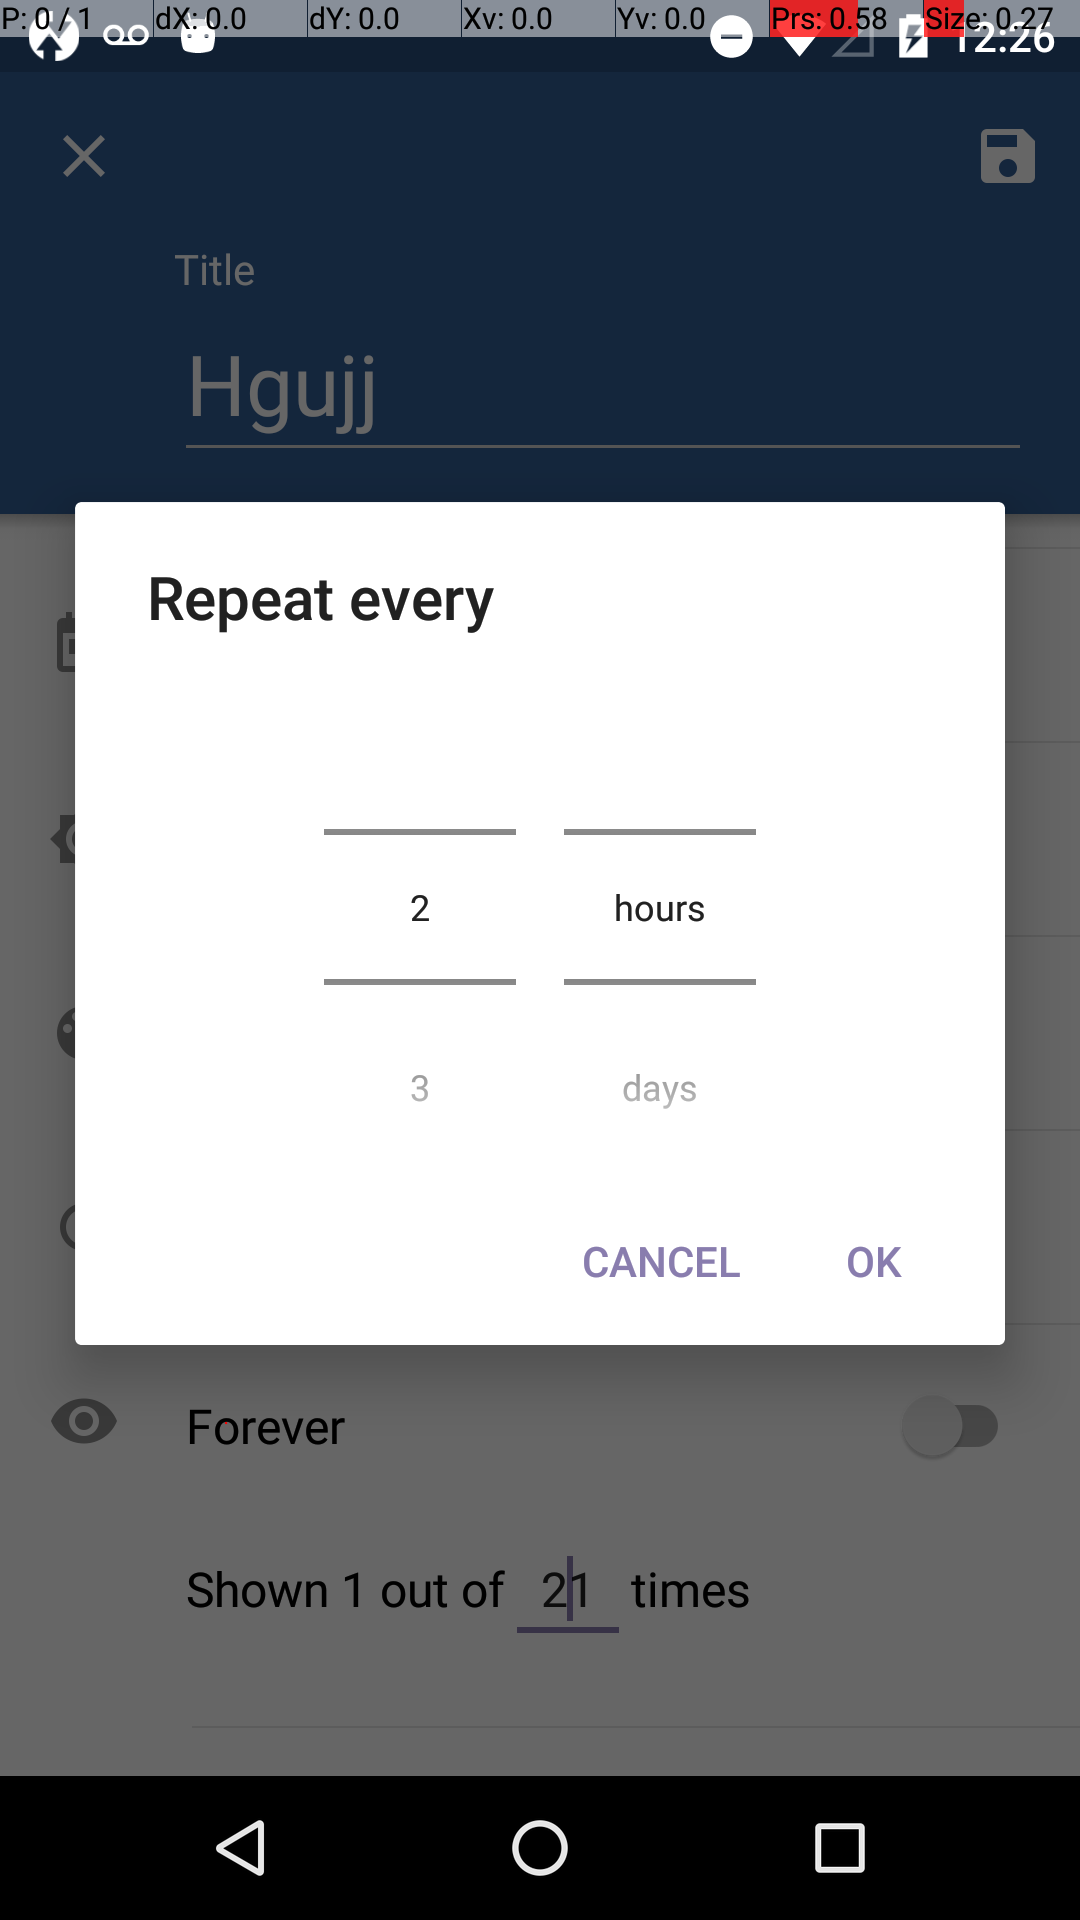 P: 0 / 1 dX: 0.0 dY: 0.0 Xv: 0.0 Yv: 0.0 Prs: 0.58 Size: 0.27
12:26
Title
Hgujj
Repeat every
2 hours
3 days
CANCEL OK
Forever
Shown 1 out of 21 times